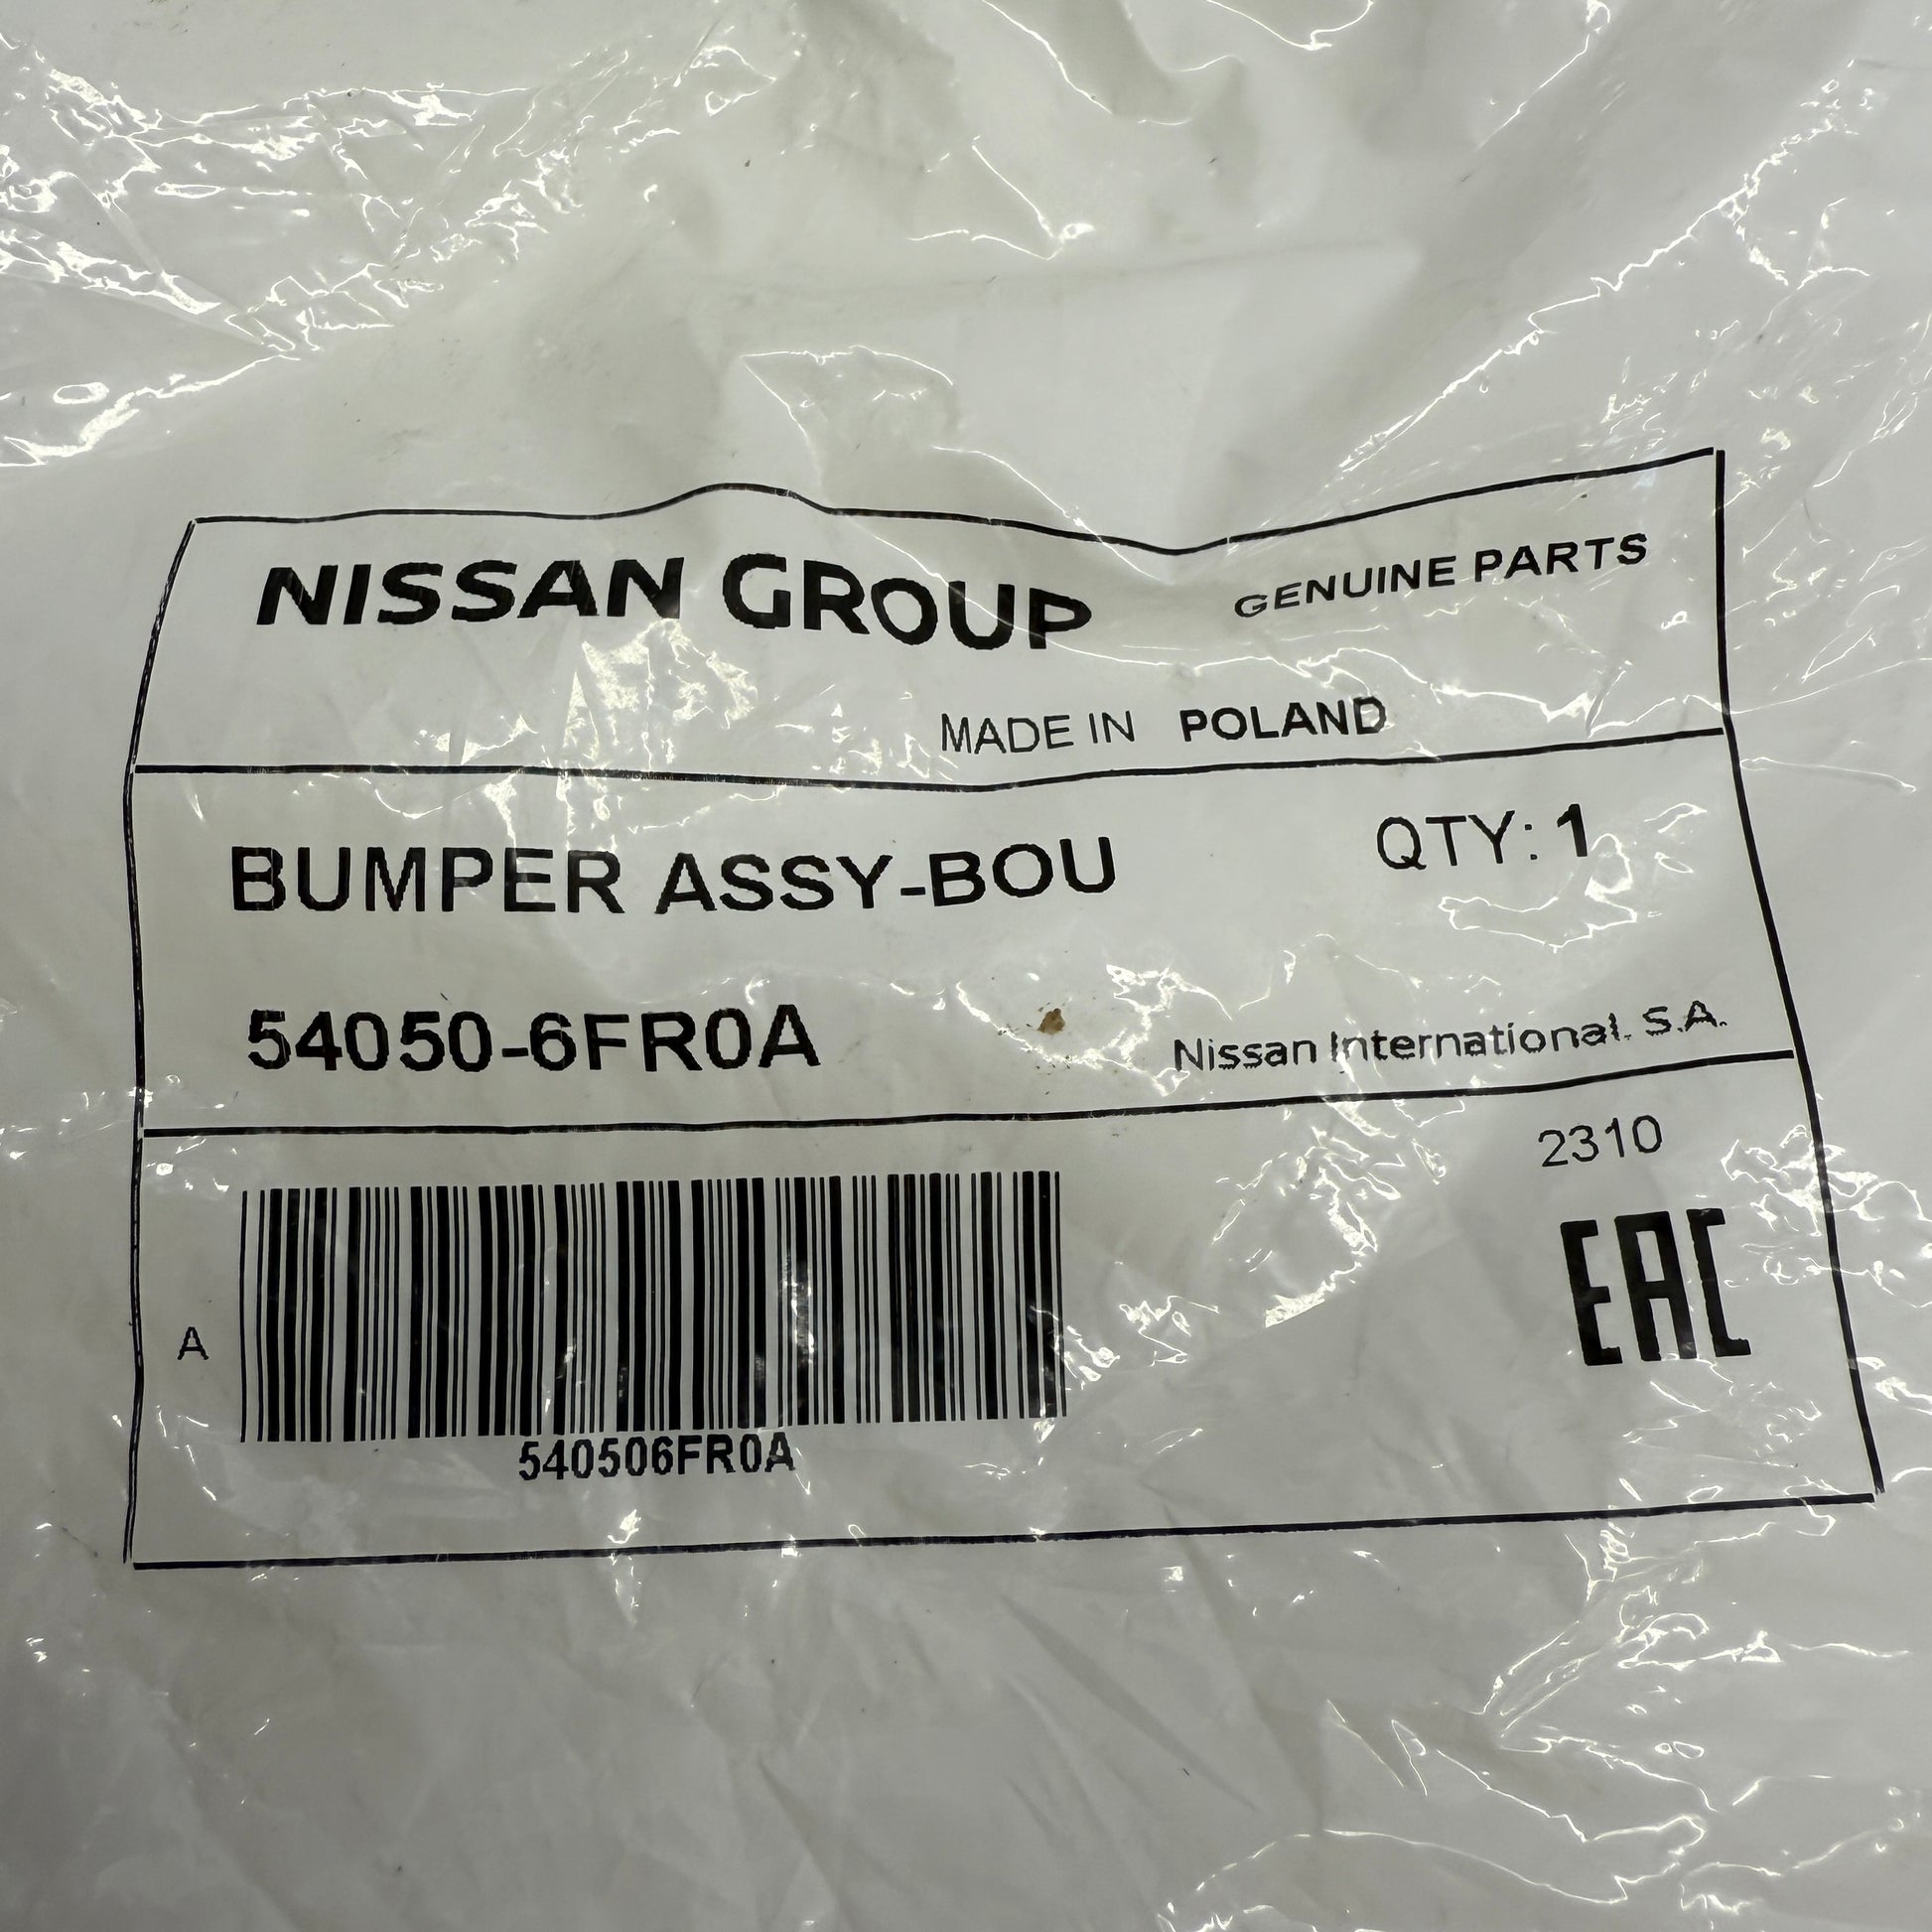 NISSAN GROUP GENUINE PARTS
MADE IN POLAND
BUMPER ASSY-BOU QTY: 1
54050-6FR0A Nissan International. S.A.
2310
EAC
A
540506FR0A